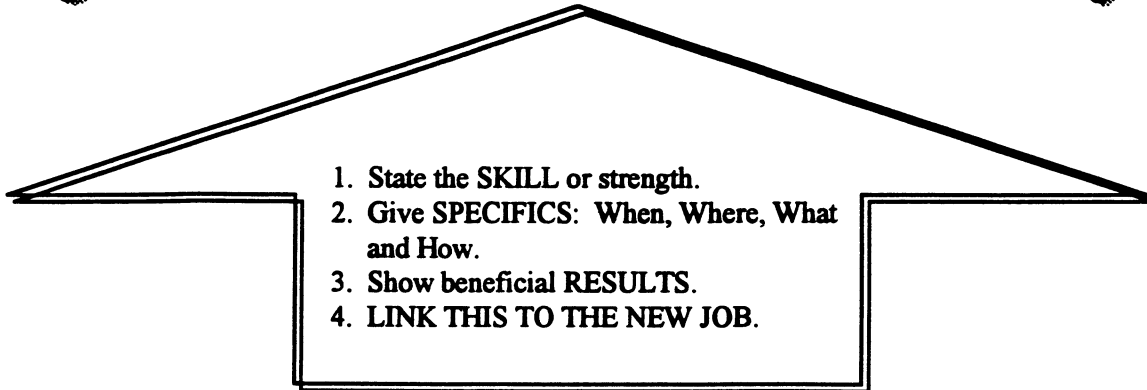 1. State the SKILL or strength.
2. Give SPECIFICS: When, Where, What
and How.
3. Show beneficial RESULTS.
4. LINK THIS TO THE NEW JOB.